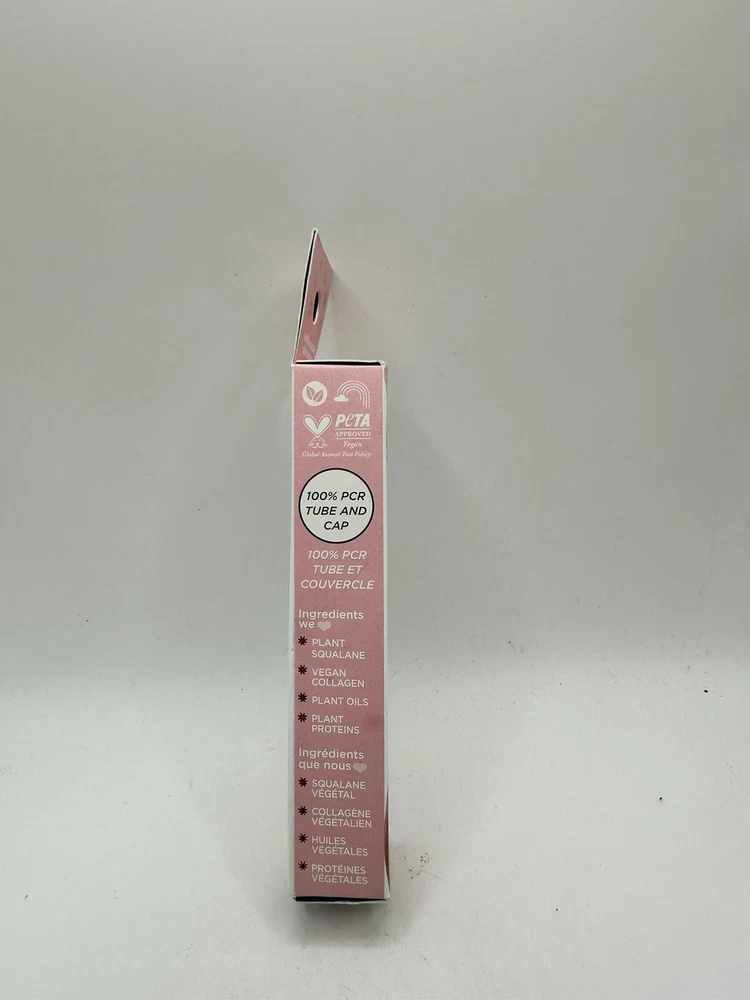 PeTA
APPROVED
Vegan
Global Animal Test Policy
100% PCR
TUBE AND
CAP
100% PCR
TUBE ET
COUVERCLE
Ingredients
we
PLANT
SQUALANE
VEGAN
COLLAGEN
PLANT OILS
PLANT
PROTEINS
Ingrédients
que nous
SQUALANE
VÉGÉTAL
COLLAGÈNE
VÉGÉTALIEN
HUILES
VÉGÉTALES
PROTÉINES
VÉGÉTALES